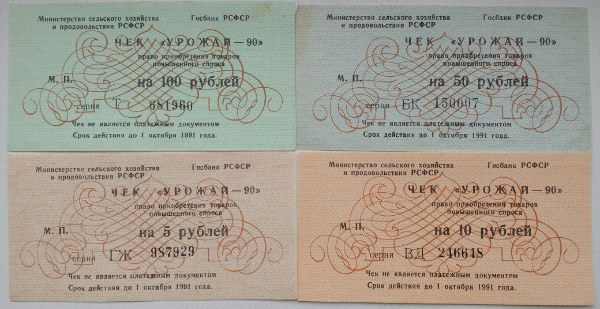 Министерство сельского хозяйства
и продовольствия РСФСР
Госбанк РСФСР
ЧЕК «УРОЖАЙ—90»
право приобретения товаров
повышенного спроса
М. П.
на 100 рублей
серия Т 681960
Чек не является платежным документом
Срок действия до 1 октября 1991 года.
Министерство сельского хозяйства
и продовольствия РСФСР
Госбанк РСФСР
ЧЕК «УРОЖАЙ—90»
право приобретения товаров
повышенного спроса
М. П.
на 50 рублей
серия БК 150007
Чек не является платежным документом
Срок действия до 1 октября 1991 года.
Министерство сельского хозяйства
и продовольствия РСФСР
Госбанк РСФСР
ЧЕК «УРОЖАЙ—90»
право приобретения товаров
повышенного спроса
М. П.
на 5 рублей
серия ГЖ 987929
Чек не является платежным документом
Срок действия до 1 октября 1991 года.
Министерство сельского хозяйства
и продовольствия РСФСР
Госбанк РСФСР
ЧЕК «УРОЖАЙ—90»
право приобретения товаров
повышенного спроса
М. П.
на 10 рублей
серия ВД 246648
Чек не является платежным документом
Срок действия до 1 октября 1991 года.